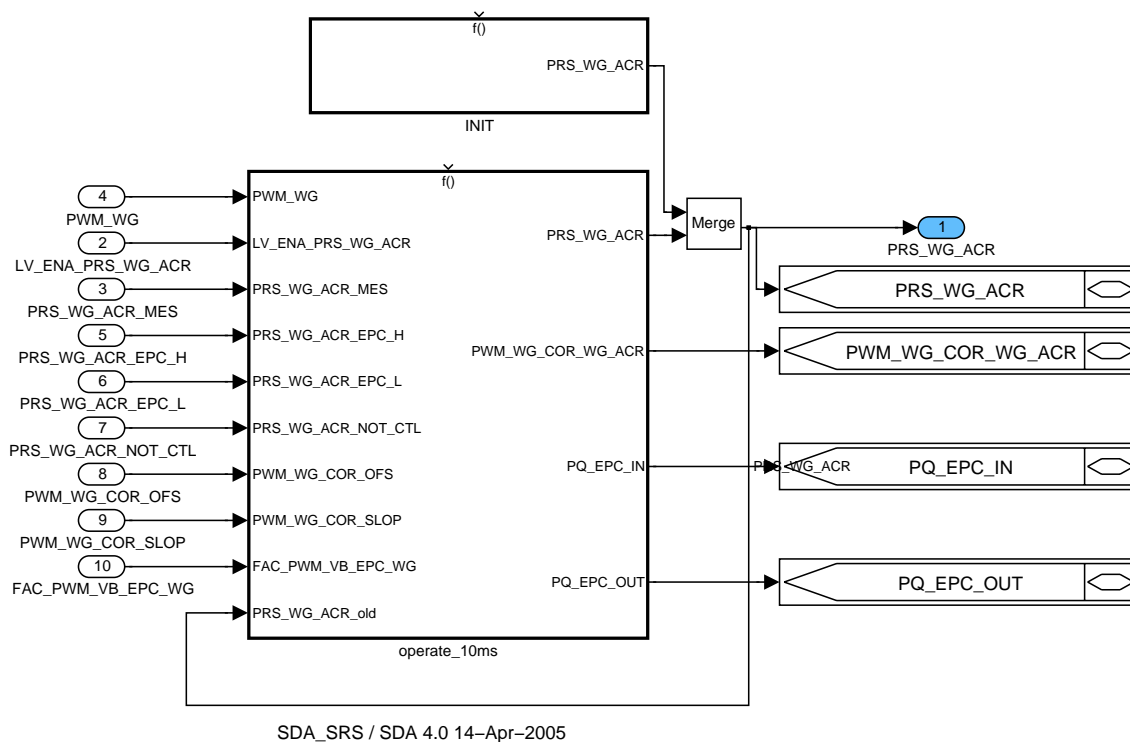 f()
PRS_WG_ACR
INIT
f()
4
PWM_WG
PWM_WG
2
LV_ENA_PRS_WG_ACR
LV_ENA_PRS_WG_ACR
3
PRS_WG_ACR_MES
PRS_WG_ACR_MES
5
PRS_WG_ACR_EPC_H
PRS_WG_ACR_EPC_H
6
PRS_WG_ACR_EPC_L
PRS_WG_ACR_EPC_L
7
PRS_WG_ACR_NOT_CTL
PRS_WG_ACR_NOT_CTL
8
PWM_WG_COR_OFS
PWM_WG_COR_OFS
9
PWM_WG_COR_SLOP
PWM_WG_COR_SLOP
10
FAC_PWM_VB_EPC_WG
FAC_PWM_VB_EPC_WG
PRS_WG_ACR_old
PRS_WG_ACR
PWM_WG_COR_WG_ACR
PQ_EPC_IN
PQ_EPC_OUT
operate_10ms
Merge
1
PRS_WG_ACR
PRS_WG_ACR
PWM_WG_COR_WG_ACR
PRS_WG_ACR
PQ_EPC_IN
PQ_EPC_OUT
SDA_SRS / SDA 4.0 14−Apr−2005